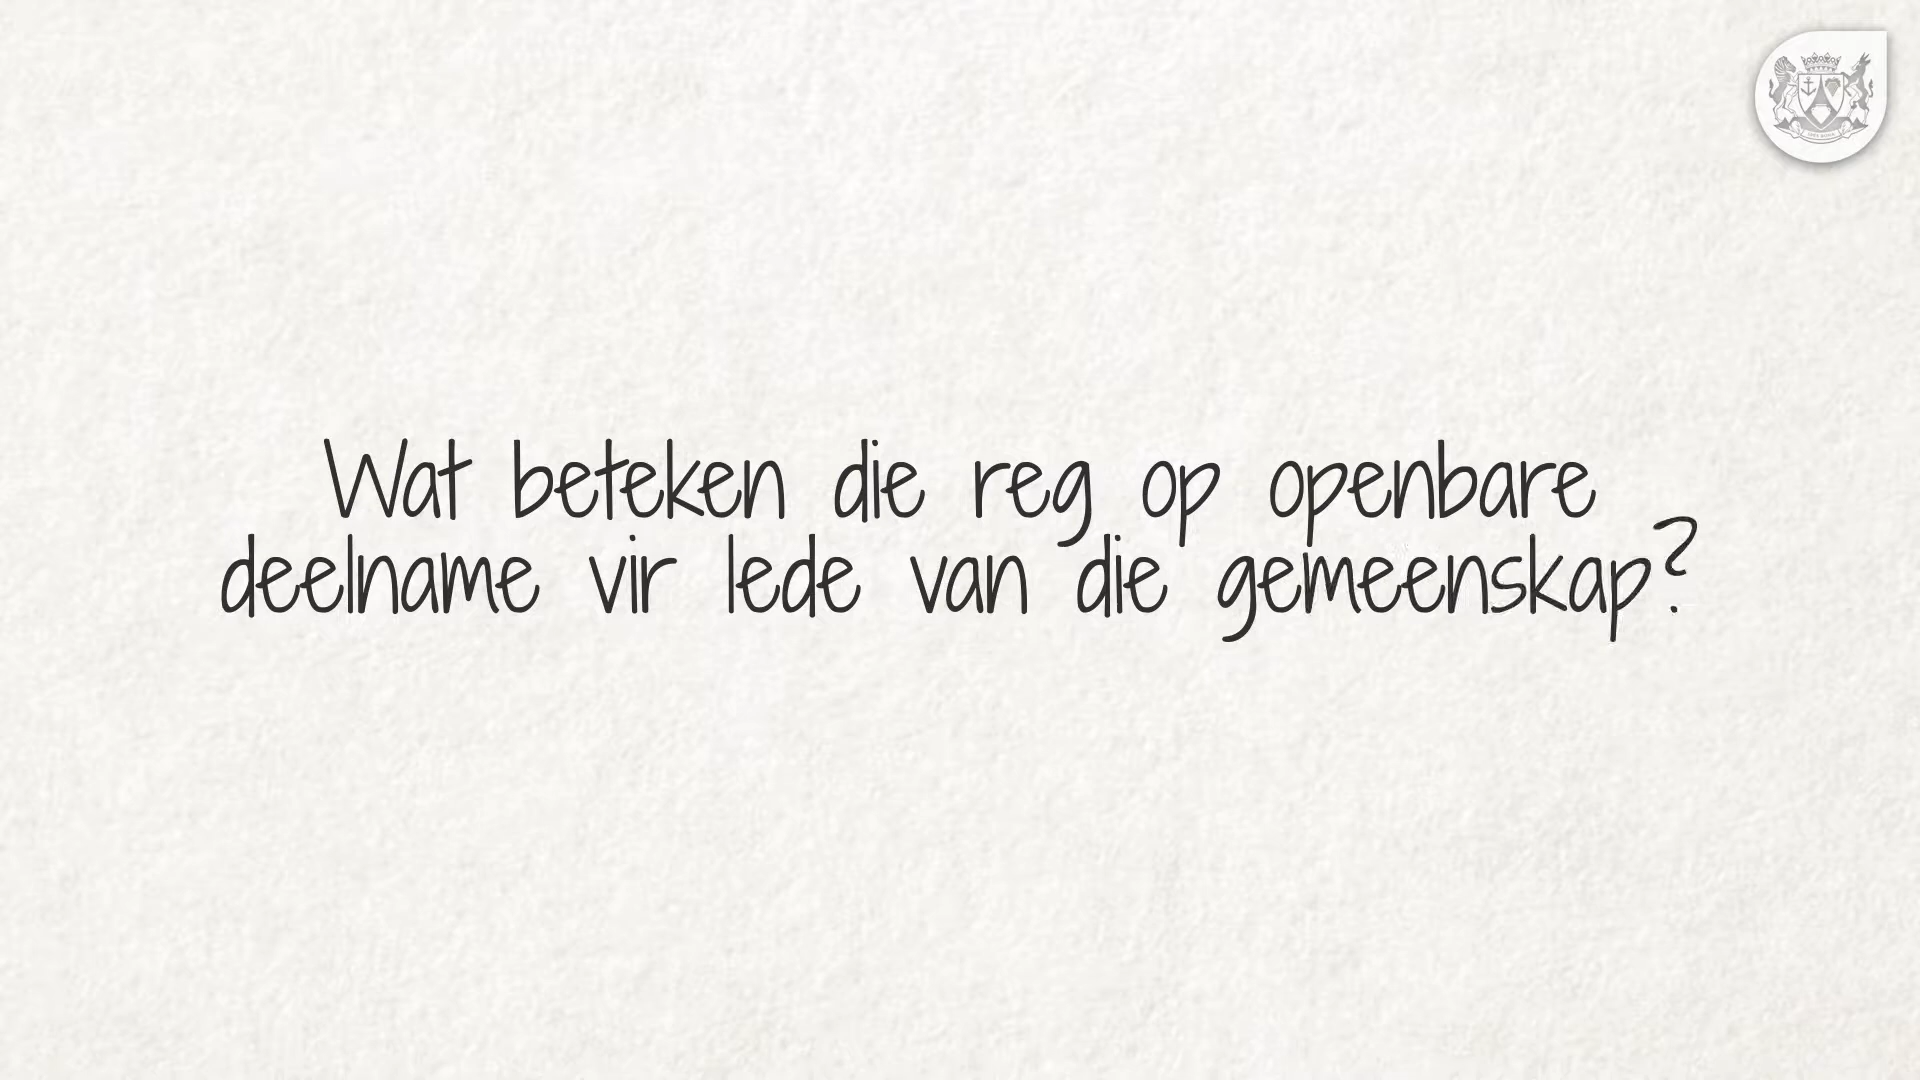 Wat beteken die reg op openbare
deelname vir lede van die gemeenskap?